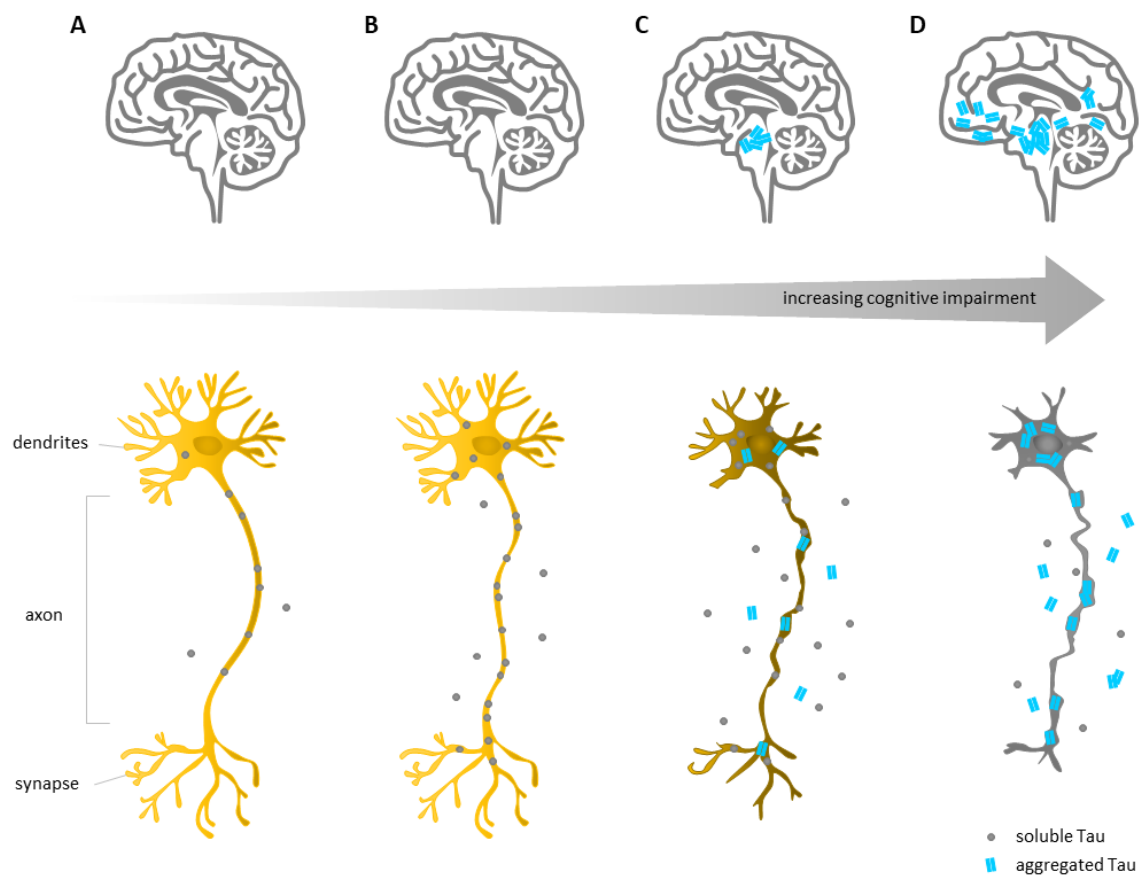 A
B
C
D
increasing cognitive impairment
dendrites
axon
synapse
soluble Tau
aggregated Tau